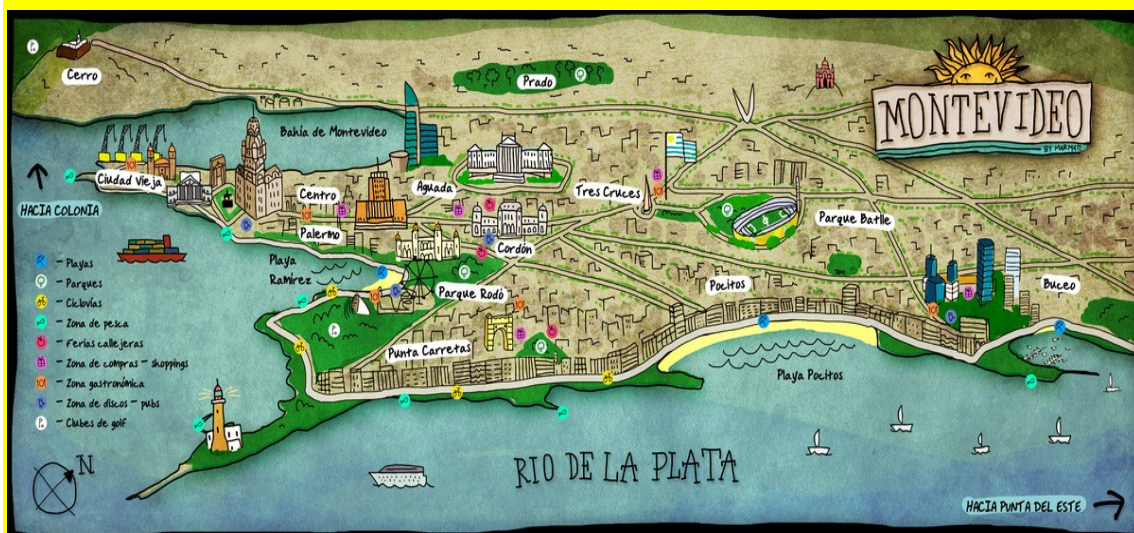 Cerro
Prado
MONTEVIDEO
BY MARMATI
Bahía de Montevideo
Ciudad Vieja
Centro
Aguada
Tres Cruces
Parque Batlle
HACIA COLONIA
Palermo
Cordón
Playa
Ramírez
Parque Rodó
Pocitos
Buceo
Punta Carretas
Playa Pocitos
– Playas
– Parques
– Ciclovías
– Zona de pesca
– Ferias callejeras
– Zona de compras – shoppings
– Zona gastronómica
– Zona de discos – pubs
– Clubes de golf
N
RIO DE LA PLATA
HACIA PUNTA DEL ESTE